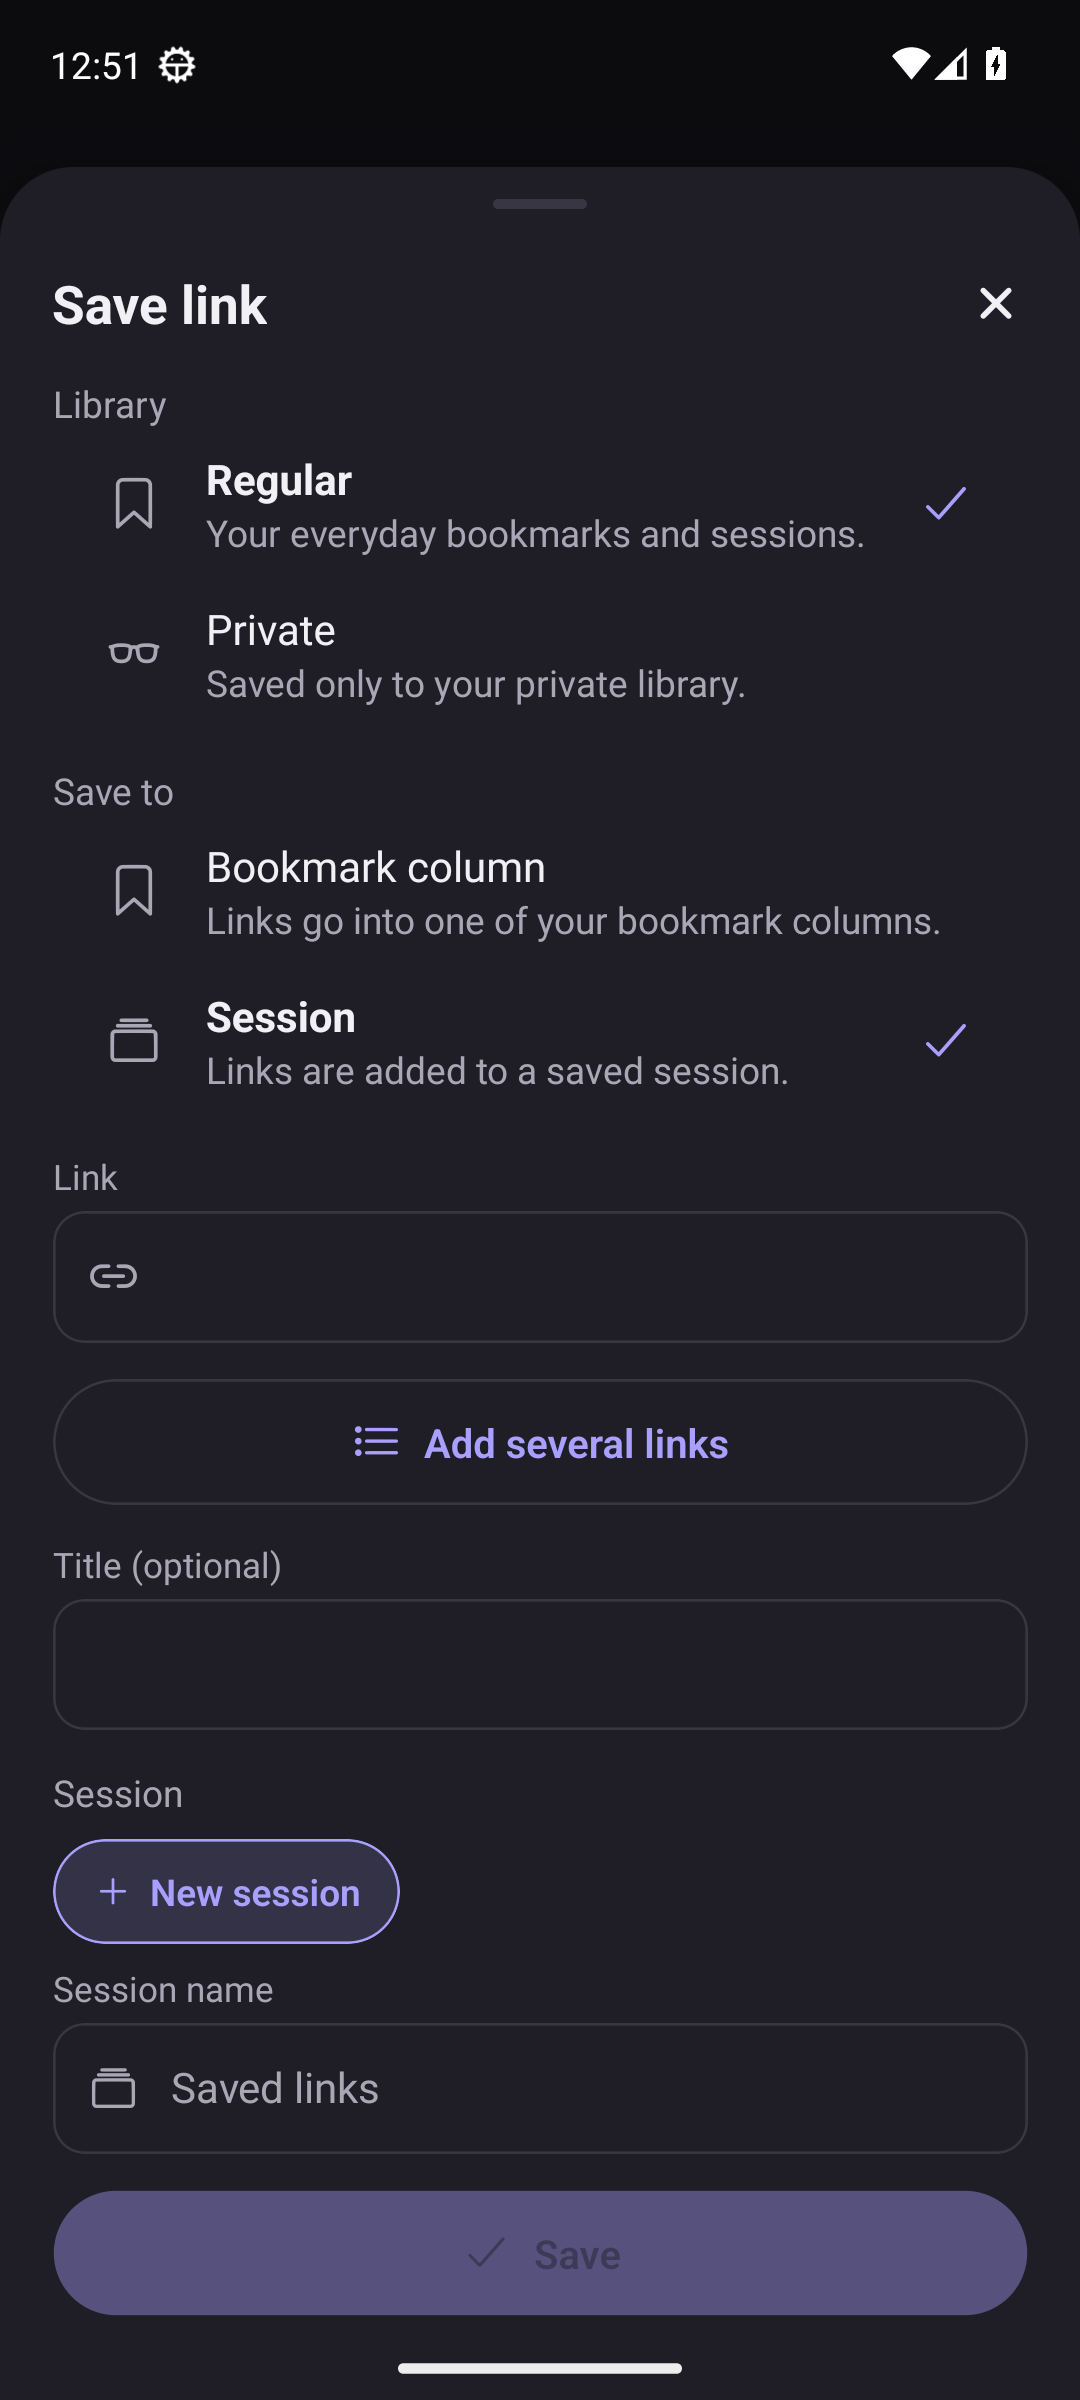 12:51
Save link
Library
Regular
Your everyday bookmarks and sessions.
Private
Saved only to your private library.
Save to
Bookmark column
Links go into one of your bookmark columns.
Session
Links are added to a saved session.
Link
Add several links
Title (optional)
Session
New session
Session name
Saved links
Save